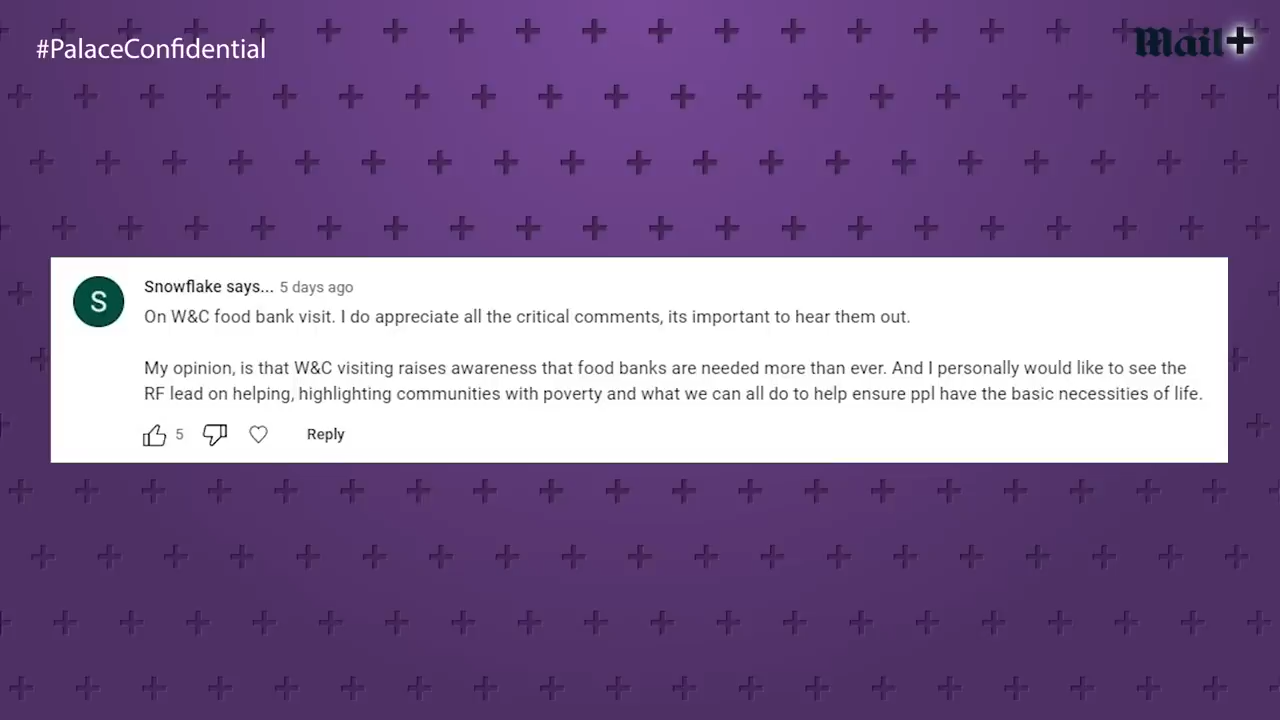 #PalaceConfidential
Mail+
S
Snowflake says... 5 days ago
On W&C food bank visit. I do appreciate all the critical comments, its important to hear them out.
My opinion, is that W&C visiting raises awareness that food banks are needed more than ever. And I personally would like to see the
RF lead on helping, highlighting communities with poverty and what we can all do to help ensure ppl have the basic necessities of life.
5 Reply